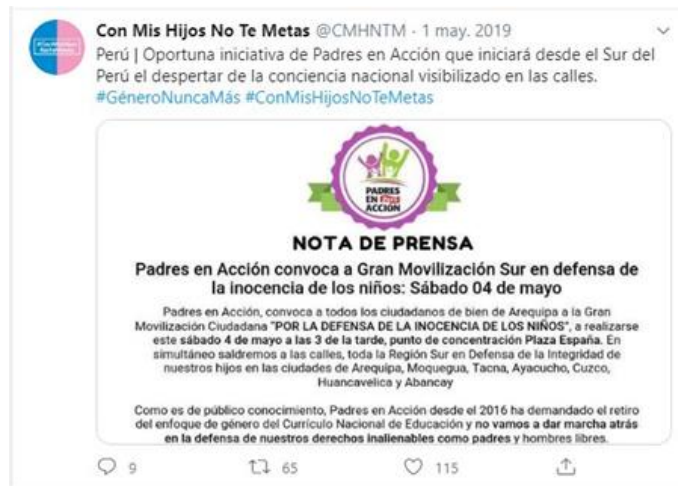 Con Mis Hijos No Te Metas @CMHNTM · 1 may. 2019
Perú | Oportuna iniciativa de Padres en Acción que iniciará desde el Sur del
Perú el despertar de la conciencia nacional visibilizado en las calles.
#GéneroNuncaMás #ConMisHijosNoTeMetas
PADRES
EN
ACCIÓN
NOTA DE PRENSA
Padres en Acción convoca a Gran Movilización Sur en defensa de
la inocencia de los niños: Sábado 04 de mayo
Padres en Acción, convoca a todos los ciudadanos de bien de Arequipa a la Gran
Movilización Ciudadana "POR LA DEFENSA DE LA INOCENCIA DE LOS NIÑOS", a realizarse
este sábado 4 de mayo a las 3 de la tarde, punto de concentración Plaza España. En
simultáneo saldremos a las calles, toda la Región Sur en Defensa de la Integridad de
nuestros hijos en las ciudades de Arequipa, Moquegua, Tacna, Ayacucho, Cuzco,
Huancavelica y Abancay
Como es de público conocimiento, Padres en Acción desde el 2016 ha demandado el retiro
del enfoque de género del Currículo Nacional de Educación y no vamos a dar marcha atrás
en la defensa de nuestros derechos inalienables como padres y hombres libres.
9 65 115